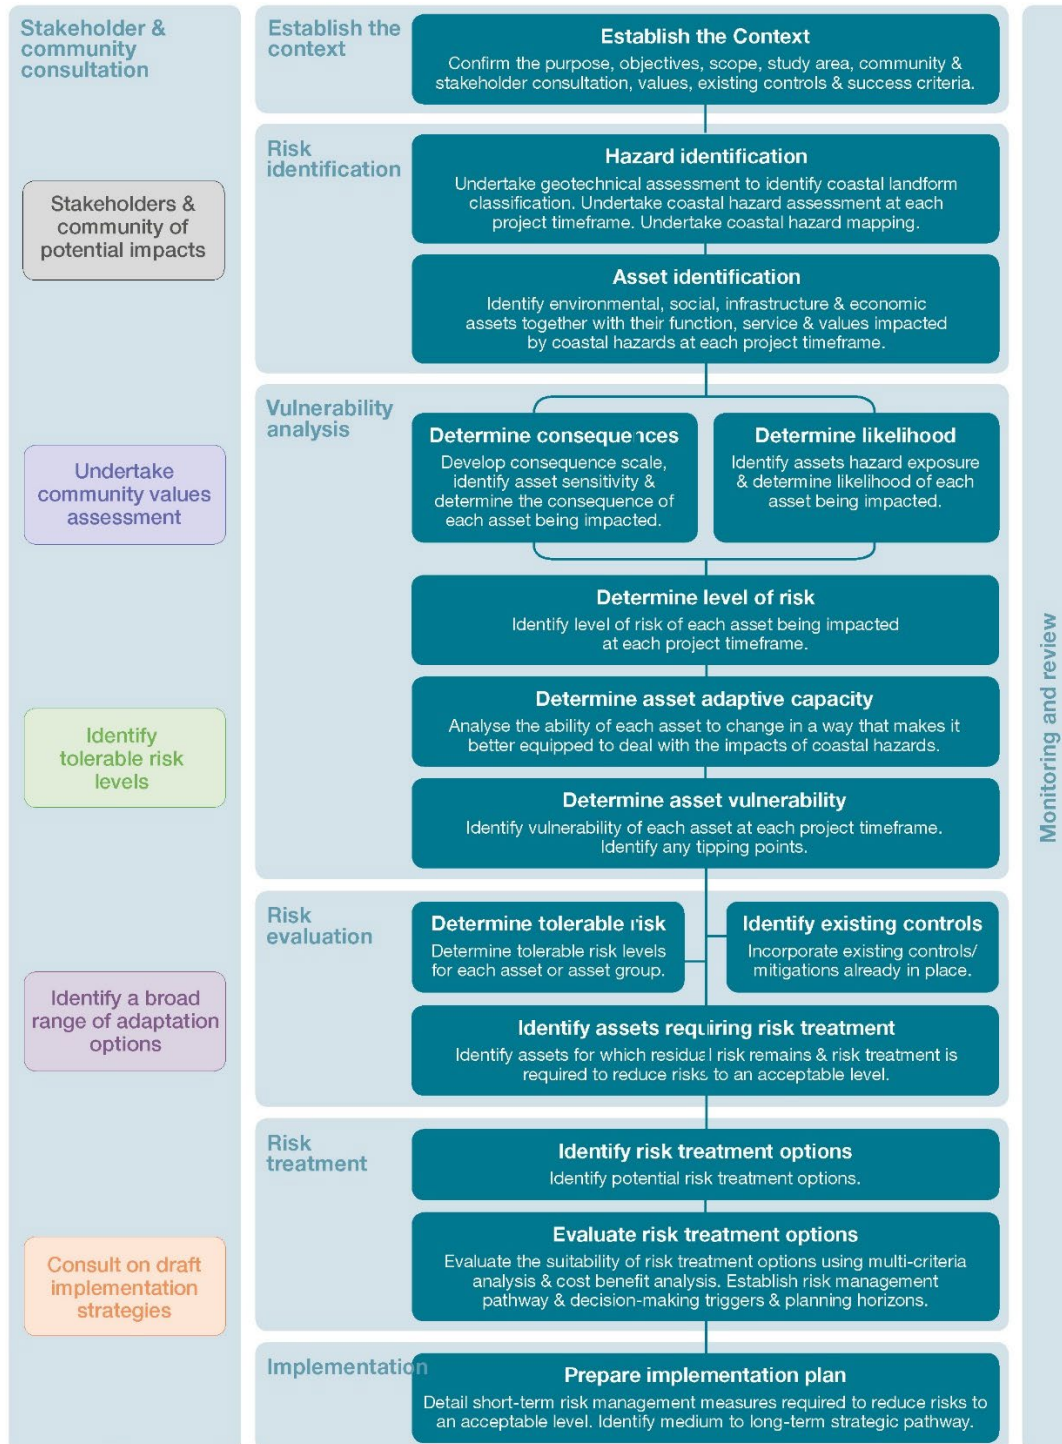 Stakeholder &
community
consultation
Stakeholders &
community of
potential impacts
Undertake
community values
assessment
Identify
tolerable risk
levels
Identify a broad
range of adaptation
options
Consult on draft
implementation
strategies
Establish the
context
Establish the Context
Confirm the purpose, objectives, scope, study area, community &
stakeholder consultation, values, existing controls & success criteria.
Risk
identification
Hazard identification
Undertake geotechnical assessment to identify coastal landform
classification. Undertake coastal hazard assessment at each
project timeframe. Undertake coastal hazard mapping.
Asset identification
Identify environmental, social, infrastructure & economic
assets together with their function, service & values impacted
by coastal hazards at each project timeframe.
Vulnerability
analysis
Determine consequences
Develop consequence scale,
identify asset sensitivity &
determine the consequence of
each asset being impacted.
Determine likelihood
Identify assets hazard exposure
& determine likelihood of each
asset being impacted.
Determine level of risk
Identify level of risk of each asset being impacted
at each project timeframe.
Determine asset adaptive capacity
Analyse the ability of each asset to change in a way that makes it
better equipped to deal with the impacts of coastal hazards.
Determine asset vulnerability
Identify vulnerability of each asset at each project timeframe.
Identify any tipping points.
Risk
evaluation
Determine tolerable risk
Determine tolerable risk levels
for each asset or asset group.
Identify existing controls
Incorporate existing controls/
mitigations already in place.
Identify assets requiring risk treatment
Identify assets for which residual risk remains & risk treatment is
required to reduce risks to an acceptable level.
Risk
treatment
Identify risk treatment options
Identify potential risk treatment options.
Evaluate risk treatment options
Evaluate the suitability of risk treatment options using multi-criteria
analysis & cost benefit analysis. Establish risk management
pathway & decision-making triggers & planning horizons.
Implementation
Prepare implementation plan
Detail short-term risk management measures required to reduce risks to
an acceptable level. Identify medium to long-term strategic pathway.
Monitoring and review